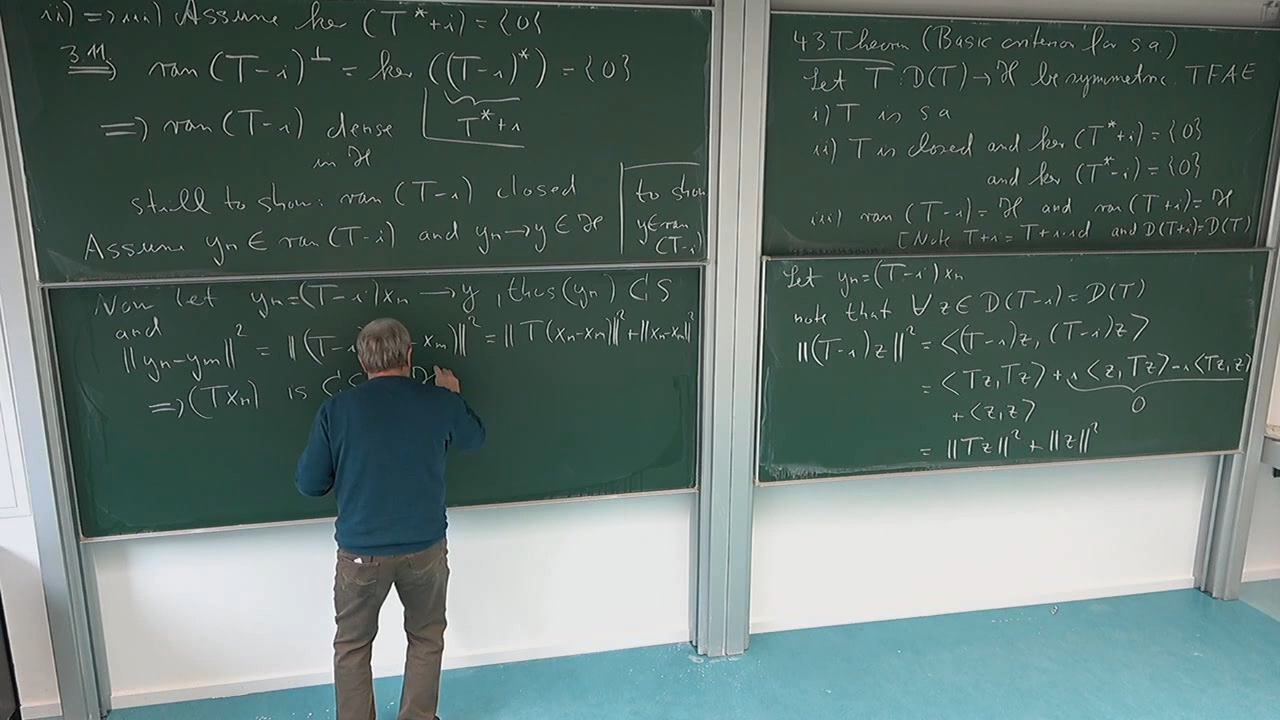 ii) => iii) Assume ker (T* + i) = {0}
3.11 => ran (T-i)^⊥ = ker ((T-i)*) = {0}
T* + i
=> ran (T-i) dense
in ℋ
still to show: ran (T-i) closed
Assume yn ∈ ran (T-i) and yn → y ∈ ℋ
to show
y ∈ ran
(T-i)
Now let yn = (T-i)xn → y, thus (yn) CS
and
||yn - ym||² = ||(T- xm)||² = ||T(xn-xm)||² + ||xn-xm||²
=> (Txn) is
4.3. Theorem (Basic criterion for s a)
Let T: D(T) → ℋ be symmetric. TFAE
i) T is s a
ii) T is closed and ker (T* + i) = {0}
and ker (T* - i) = {0}
iii) ran (T-i) = ℋ and ran (T+i) = ℋ
[Note T+i = T+i·id and D(T+i) = D(T)
Let yn = (T-i)xn
note that ∀ z ∈ D(T-i) = D(T)
||(T-i)z||² = <(T-i)z, (T-i)z>
= <Tz,Tz> + i<z,Tz> - i<Tz,z>
0
+ <z,z>
= ||Tz||² + ||z||²